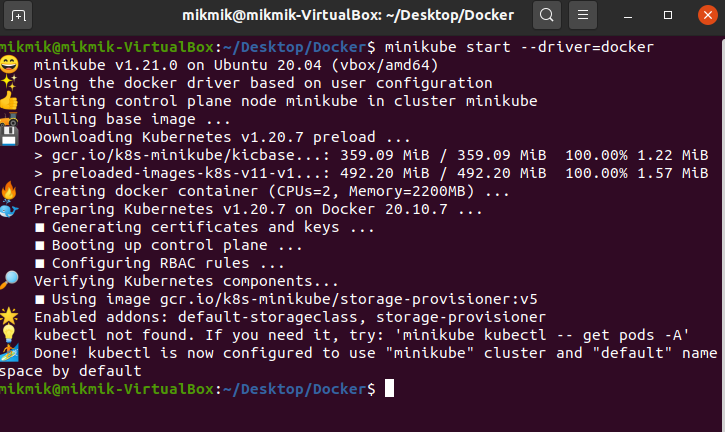 mikmik@mikmik-VirtualBox: ~/Desktop/Docker
mikmik@mikmik-VirtualBox:~/Desktop/Docker$ minikube start --driver=docker
😄 minikube v1.21.0 on Ubuntu 20.04 (vbox/amd64)
✨ Using the docker driver based on user configuration
👍 Starting control plane node minikube in cluster minikube
Pulling base image ...
💾 Downloading Kubernetes v1.20.7 preload ...
> gcr.io/k8s-minikube/kicbase...: 359.09 MiB / 359.09 MiB 100.00% 1.22 MiB
> preloaded-images-k8s-v11-v1...: 492.20 MiB / 492.20 MiB 100.00% 1.57 MiB
🔥 Creating docker container (CPUs=2, Memory=2200MB) ...
🐳 Preparing Kubernetes v1.20.7 on Docker 20.10.7 ...
■ Generating certificates and keys ...
■ Booting up control plane ...
■ Configuring RBAC rules ...
🔎 Verifying Kubernetes components...
■ Using image gcr.io/k8s-minikube/storage-provisioner:v5
🌟 Enabled addons: default-storageclass, storage-provisioner
💡 kubectl not found. If you need it, try: 'minikube kubectl -- get pods -A'
🏄 Done! kubectl is now configured to use "minikube" cluster and "default" name
space by default
mikmik@mikmik-VirtualBox:~/Desktop/Docker$